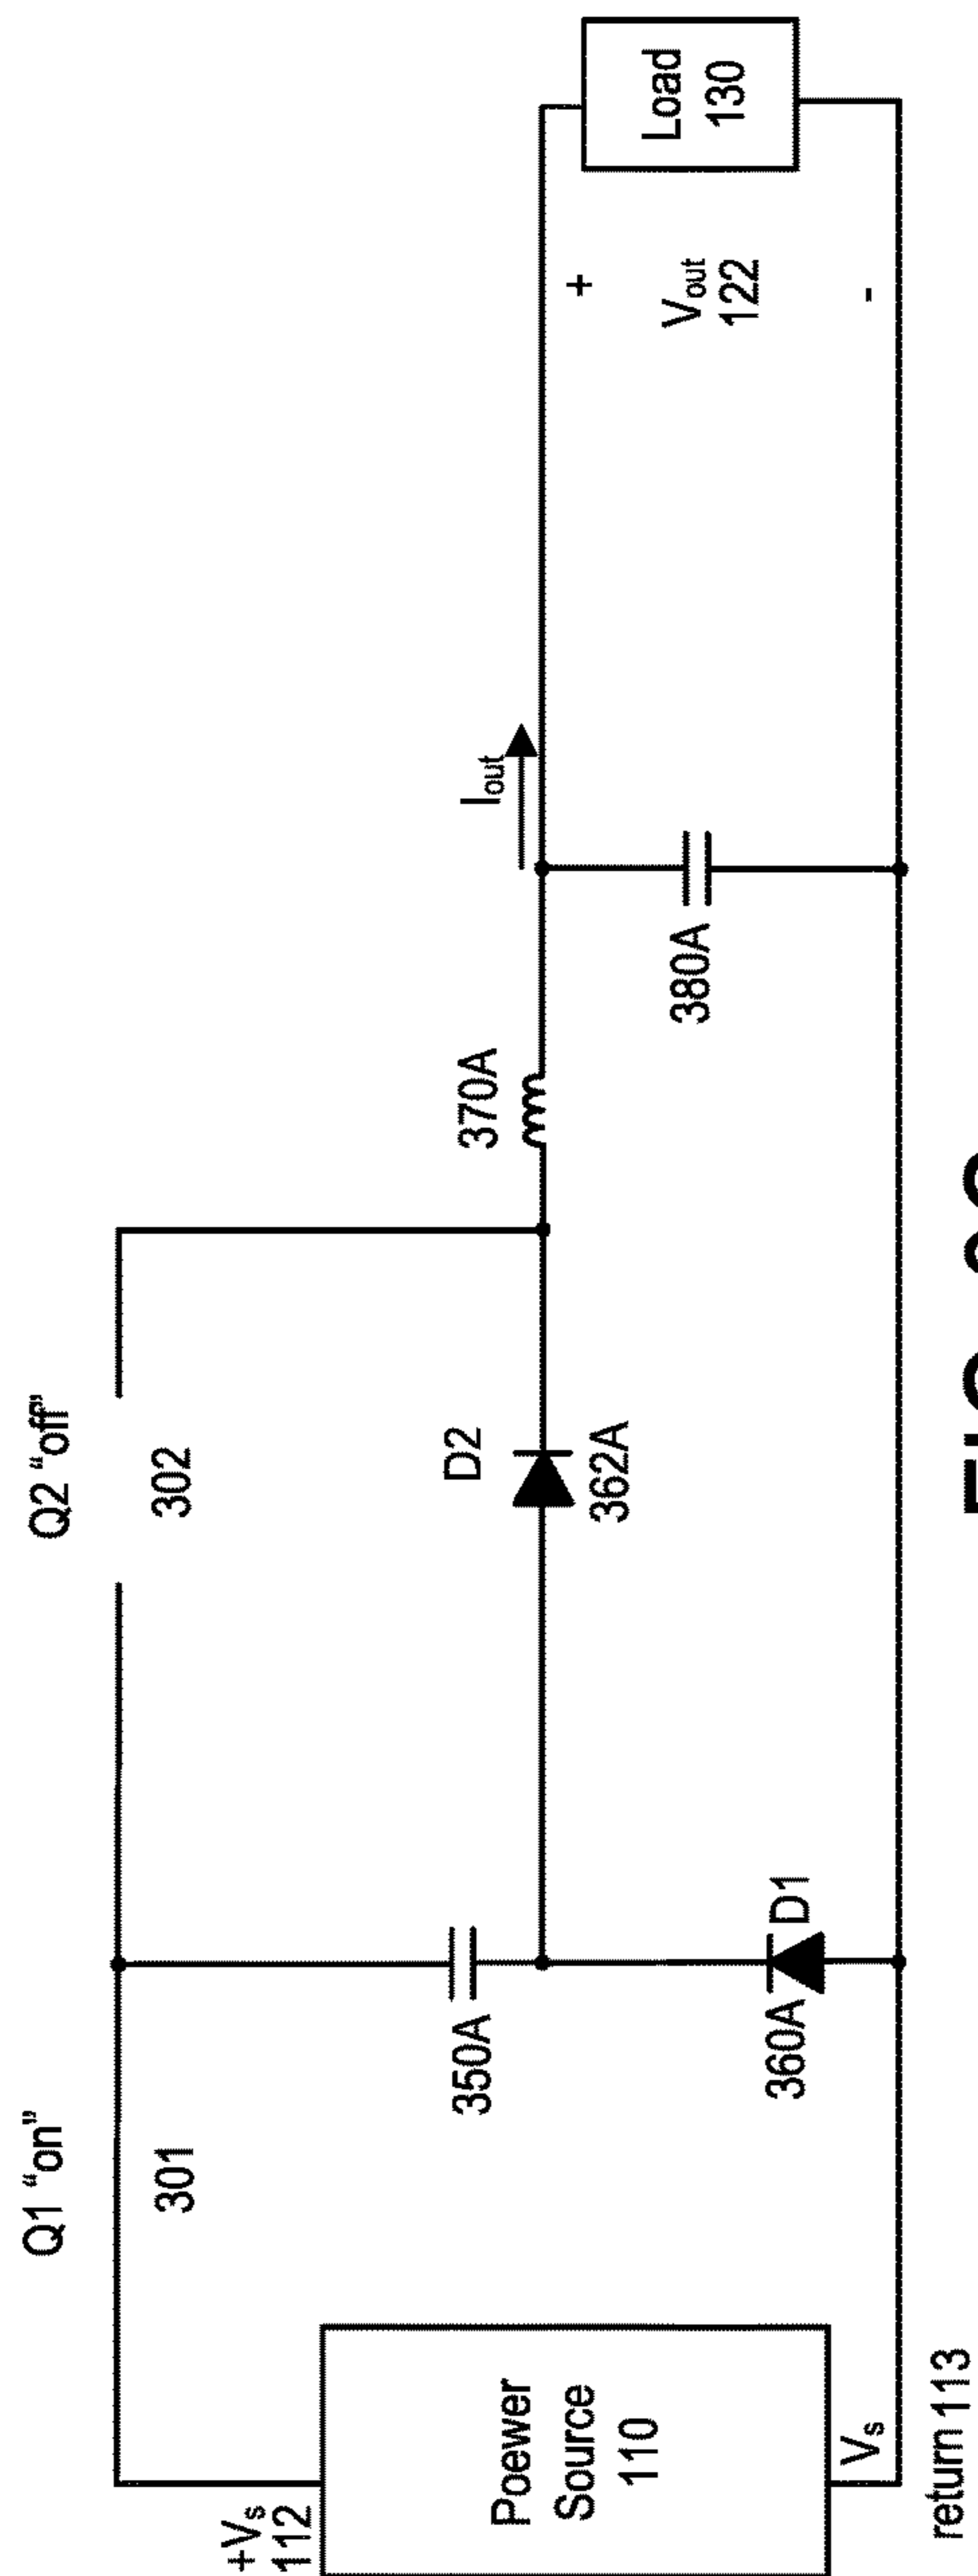 Q1 “on”
Q2 “off”
301
302
+Vs
112
Poewer
Source
110
Vs
return 113
350A
360A
D1
D2
362A
370A
380A
Iout
+
Vout
122
-
Load
130